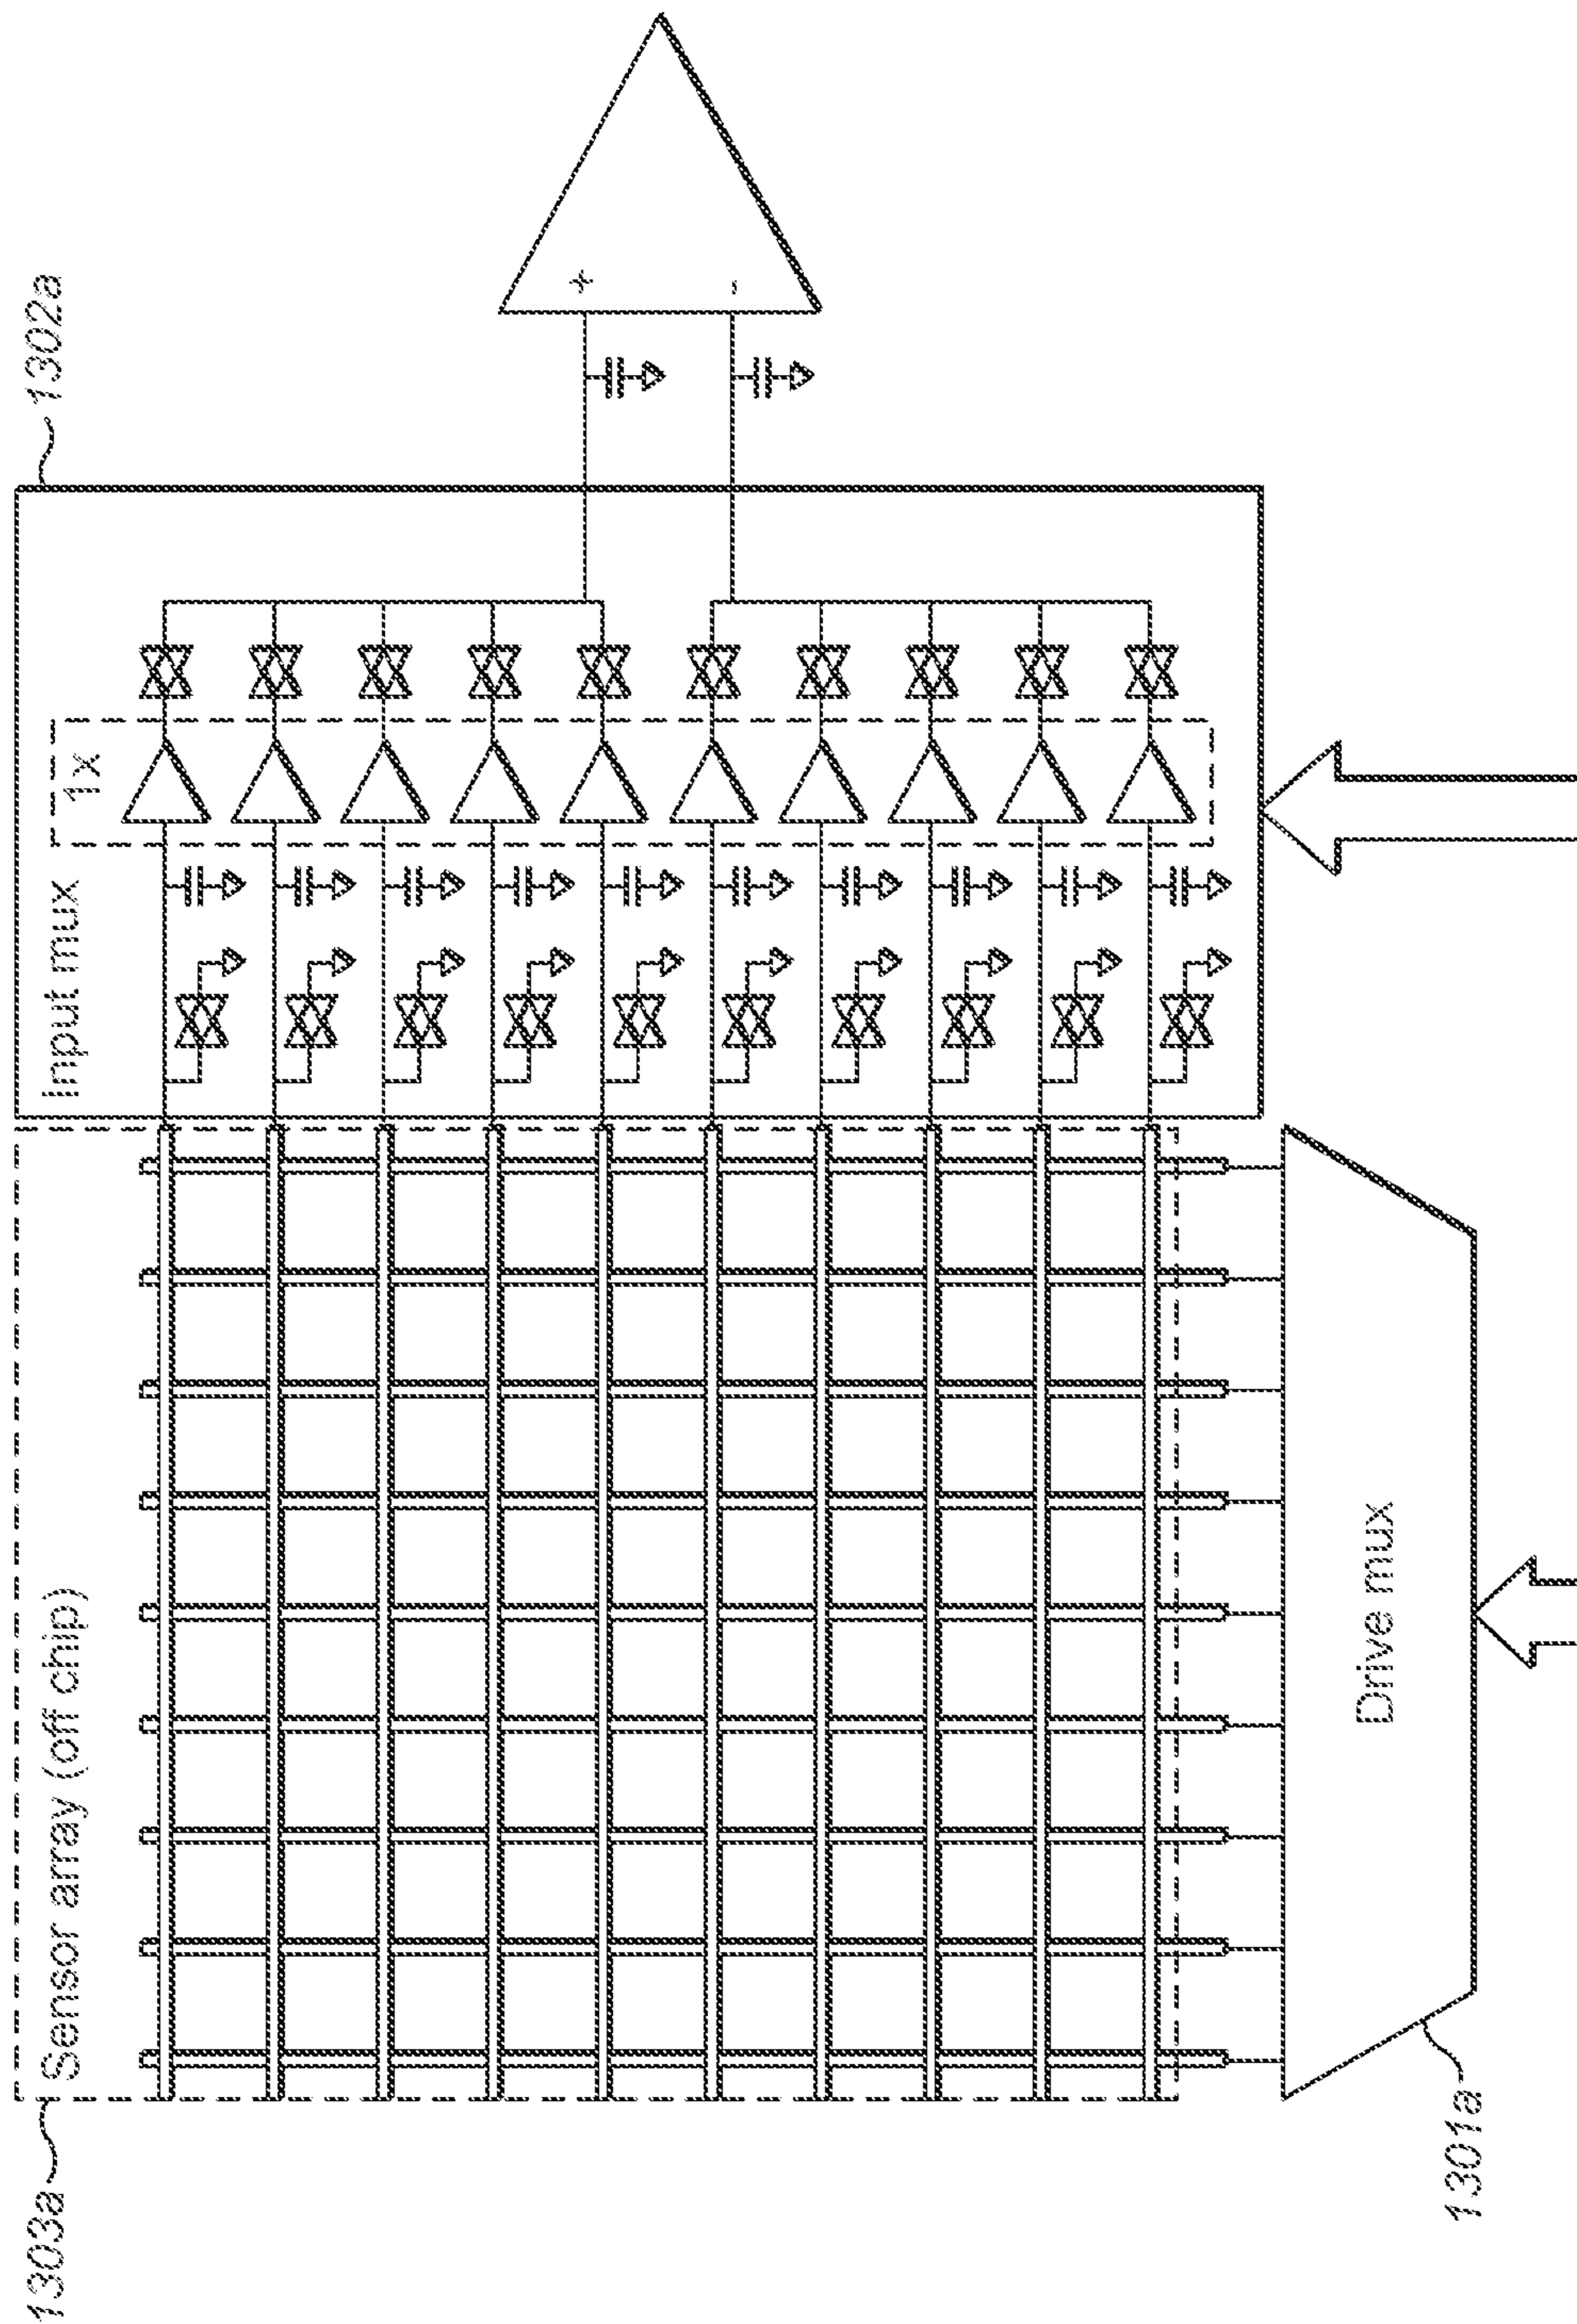 1303a
Sensor array (off chip)
Input mux
1x
1302a
+
-
Drive mux
1301a